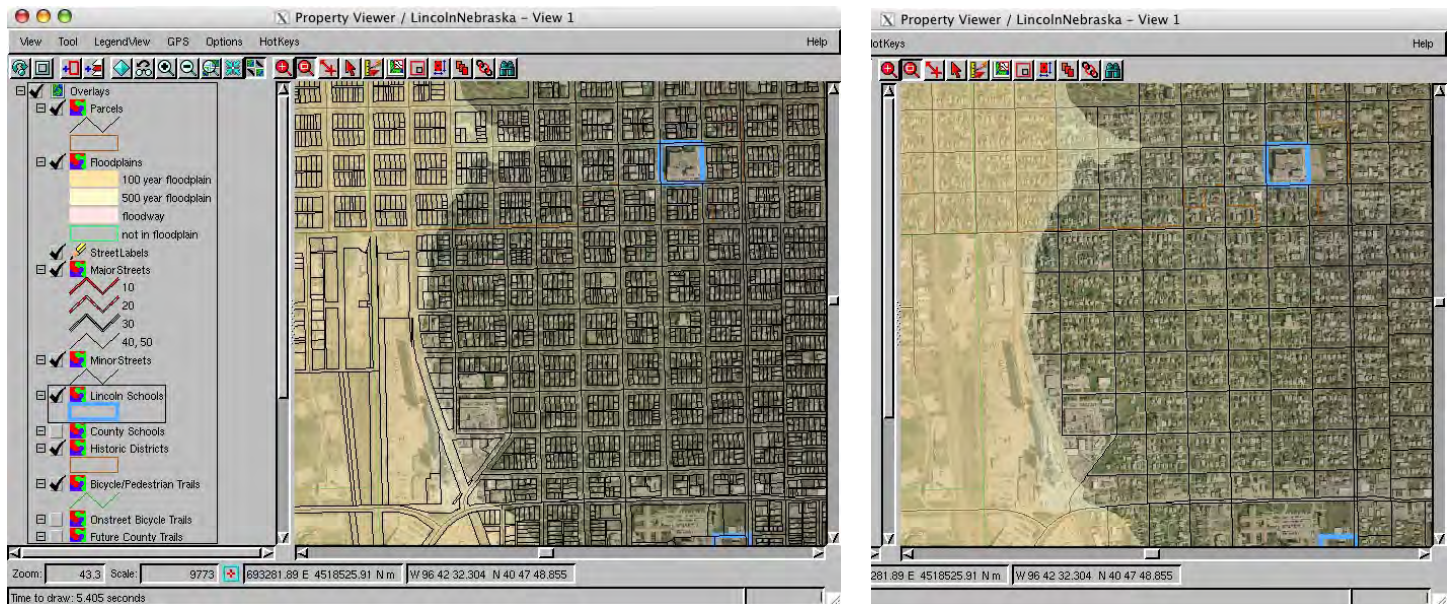 Property Viewer / LincolnNebraska - View 1
View Tool LegendView GPS Options HotKeys Help
Overlays
Parcels
Floodplains
100 year floodplain
500 year floodplain
floodway
not in floodplain
StreetLabels
MajorStreets
10
20
30
40, 50
MinorStreets
Lincoln Schools
County Schools
Historic Districts
Bicycle/Pedestrian Trails
Onstreet Bicycle Trails
Future County Trails
Zoom: 43.3 Scale: 9773 693281.89 E 4518525.91 N m W 96 42 32.304 N 40 47 48.855
Time to draw: 5.405 seconds
Property Viewer / LincolnNebraska - View 1
HotKeys Help
281.89 E 4518525.91 N m W 96 42 32.304 N 40 47 48.855